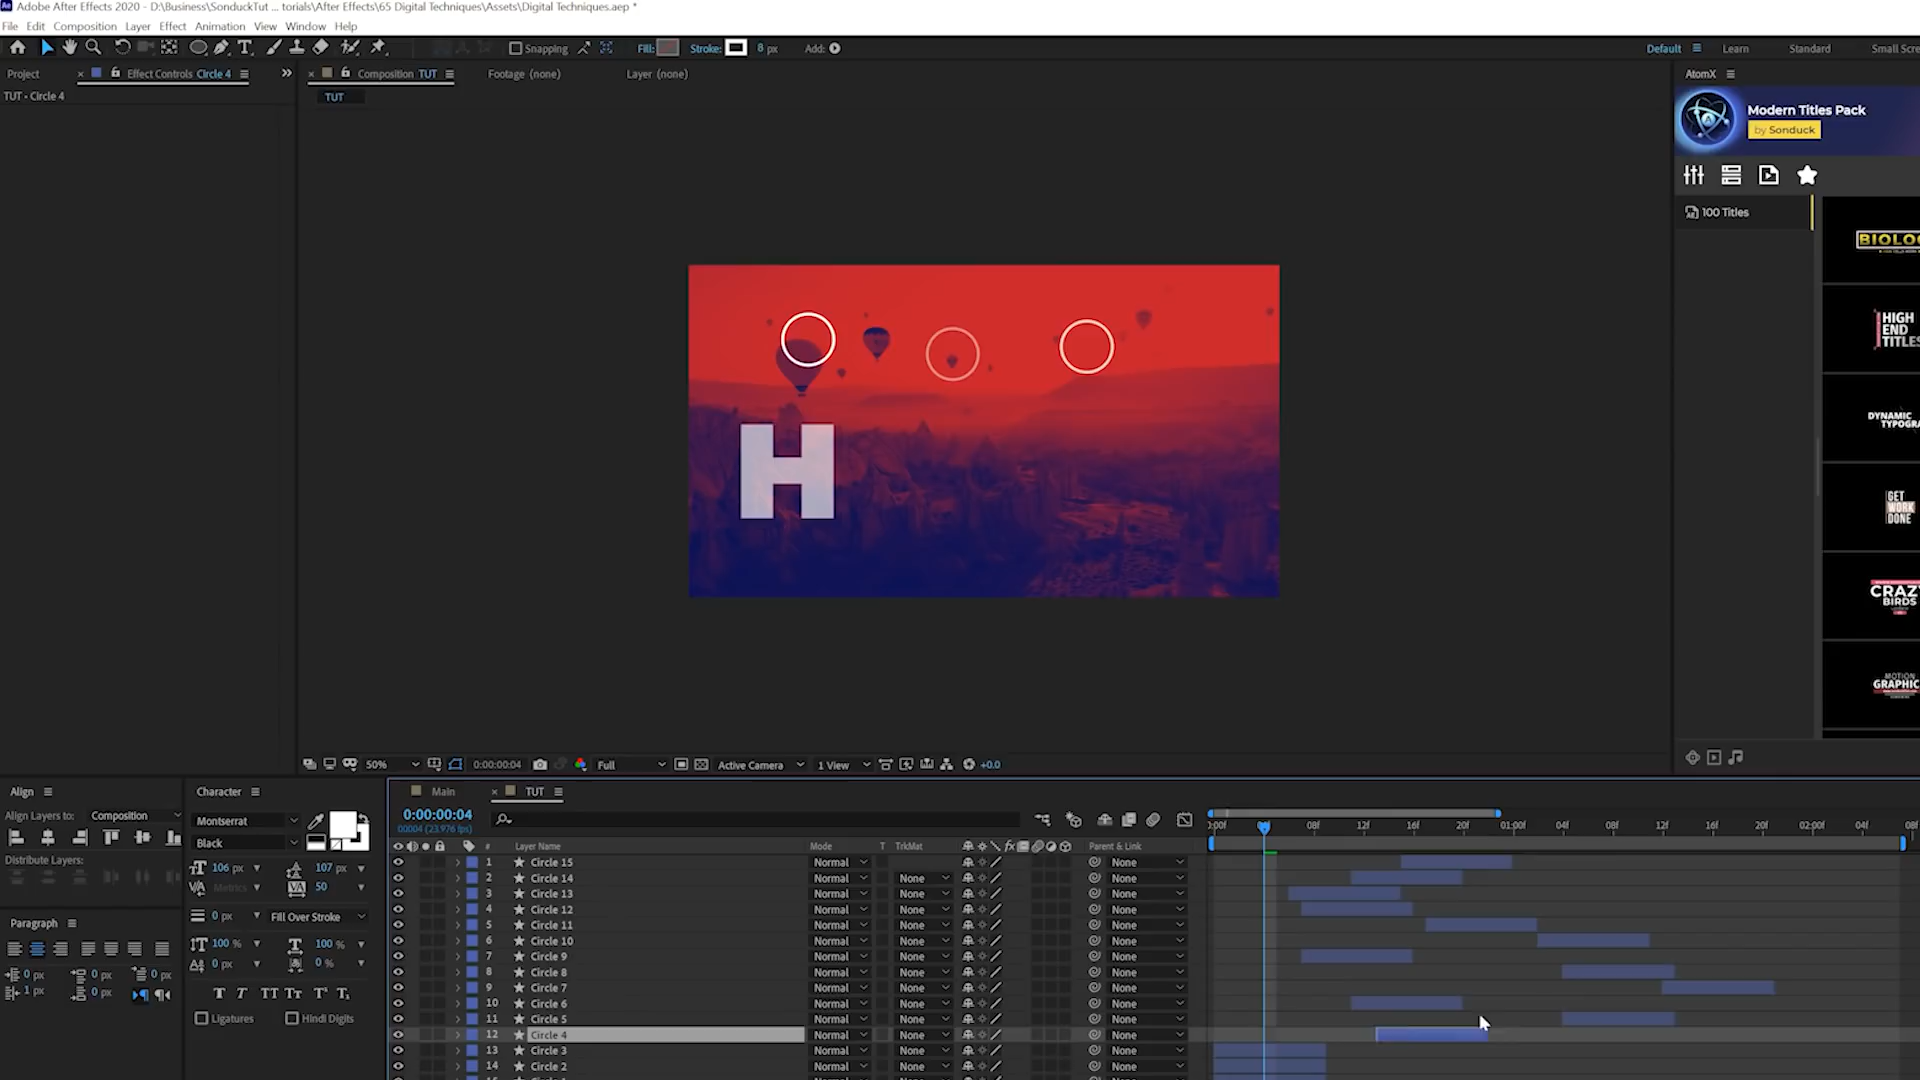 Adobe After Effects 2020 - D:\Business\SonduckTut ... torials\After Effects\65 Digital Techniques\Assets\Digital Techniques.aep *
File Edit Composition Layer Effect Animation View Window Help
Snapping Fill: Stroke: 8 px Add: Default Learn Standard Small Scre
Project Effect Controls Circle 4 Composition TUT Footage (none) Layer (none) AtomX
TUT • Circle 4 TUT
Modern Titles Pack
by Sonduck
100 Titles
BIOLO
HIGH
END
TITLES
DYNAMIC
TYPOGRA
GET
WORK
DONE
CRAZY
BIRDS
MOTION
GRAPHIC
H
50% 0:00:00:04 Full Active Camera 1 View +0.0
Align Character Main TUT
Align Layers to: Composition Montserrat 0:00:00:04
00004 (23.976 fps)
Black
Distribute Layers:
106 px 107 px
Metrics 50
0 px Fill Over Stroke
Paragraph
100 % 100 %
0 px 0 %
0 px 0 px 0 px
1 px 0 px
T T TT Tт T¹ T₁
Ligatures Hindi Digits
:00f 08f 12f 16f 20f 01:00f 04f 08f 12f 16f 20f 02:00f 04f 08f
# Layer Name Mode T TrkMat Parent & Link
1 Circle 15 Normal None
2 Circle 14 Normal None None
3 Circle 13 Normal None None
4 Circle 12 Normal None None
5 Circle 11 Normal None None
6 Circle 10 Normal None None
7 Circle 9 Normal None None
8 Circle 8 Normal None None
9 Circle 7 Normal None None
10 Circle 6 Normal None None
11 Circle 5 Normal None None
12 Circle 4 Normal None None
13 Circle 3 Normal None None
14 Circle 2 Normal None None